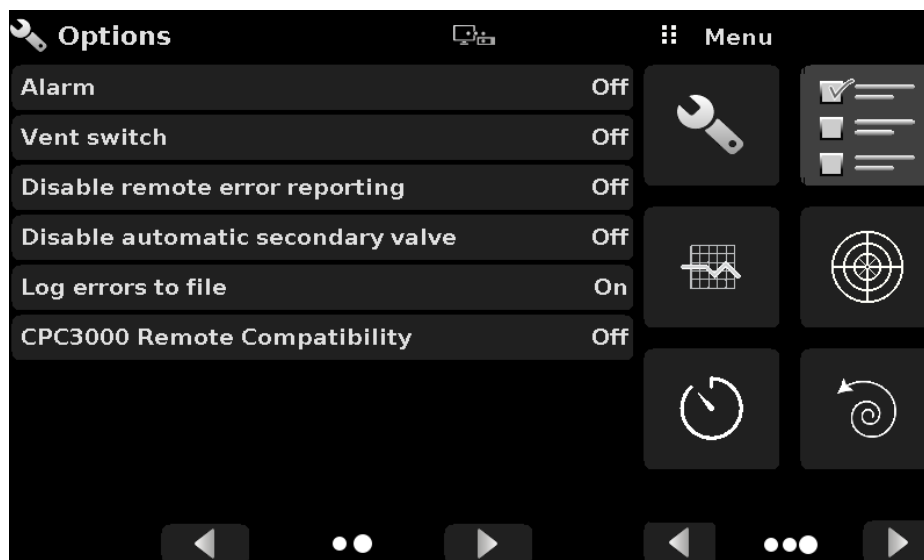 Options
Menu
Alarm Off
Vent switch Off
Disable remote error reporting Off
Disable automatic secondary valve Off
Log errors to file On
CPC3000 Remote Compatibility Off